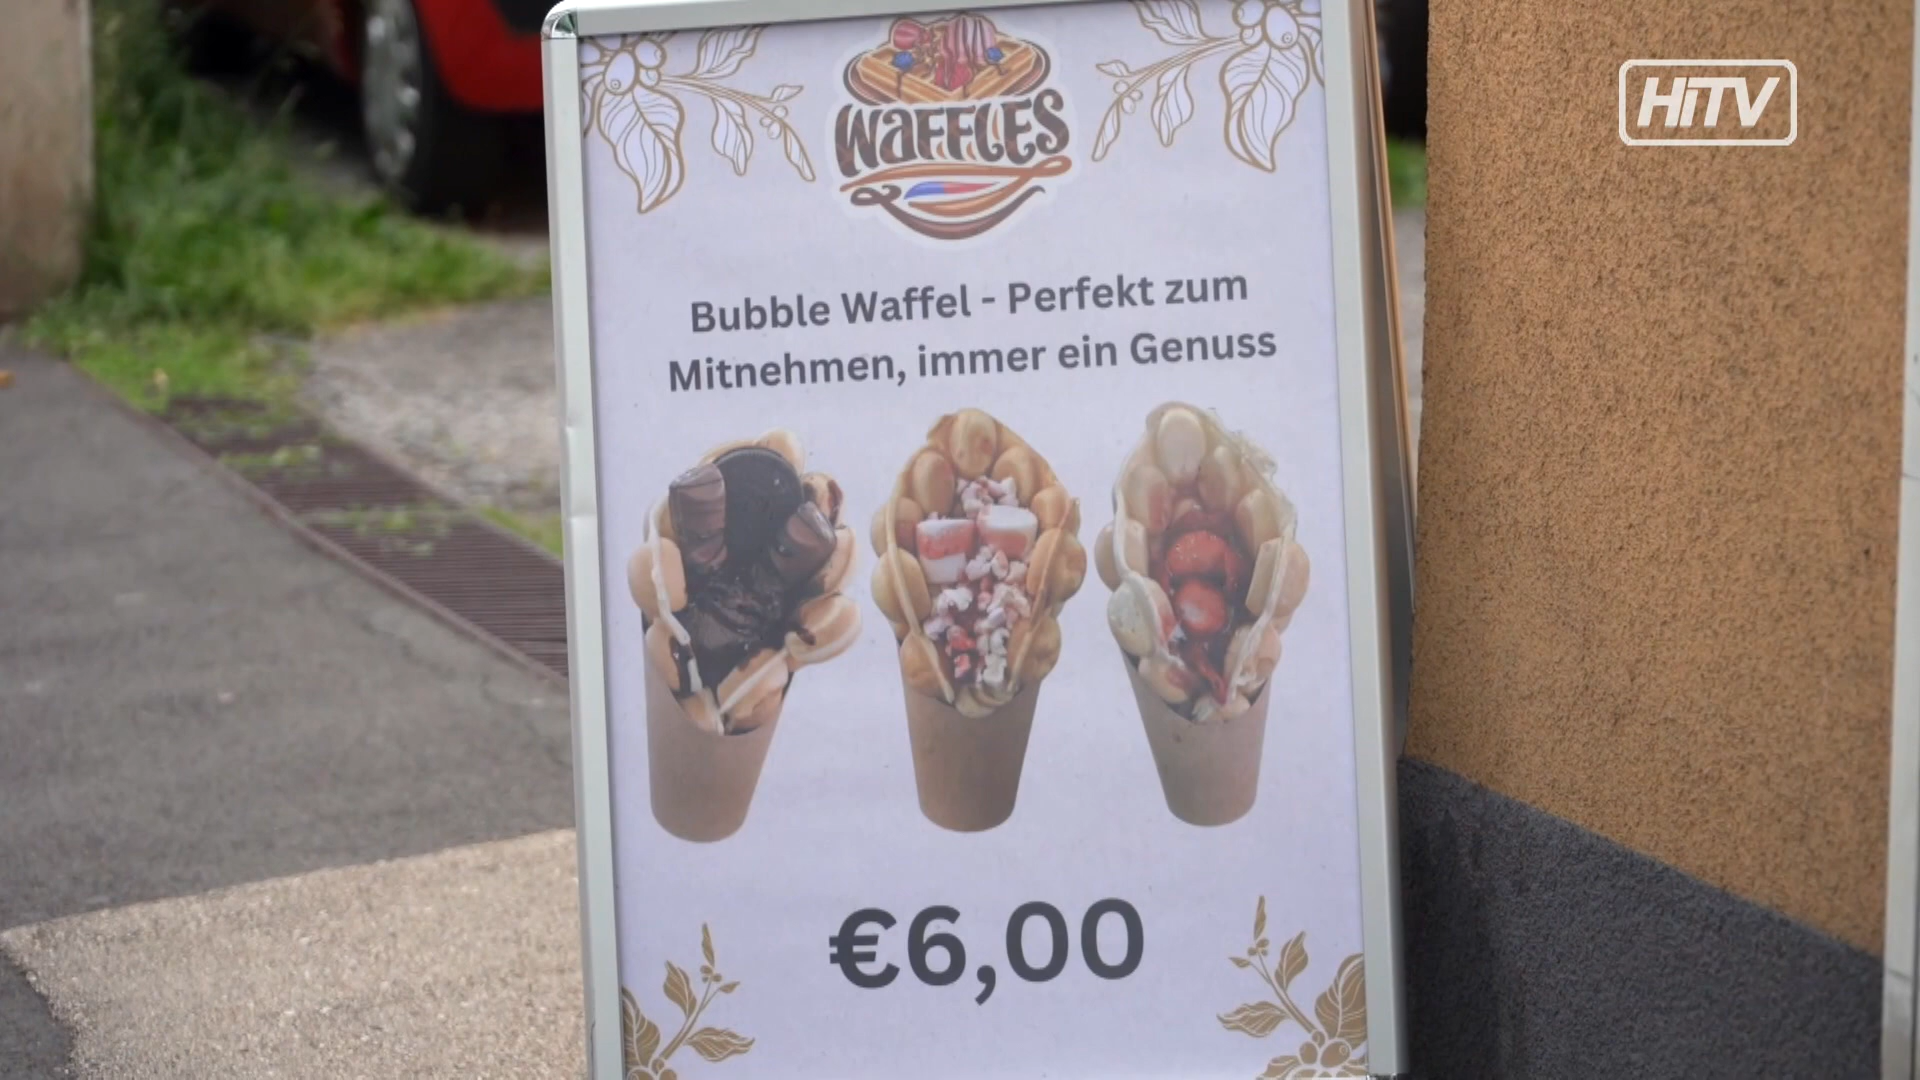 HiTV
WAFFLES
Bubble Waffel - Perfekt zum
Mitnehmen, immer ein Genuss
€6,00